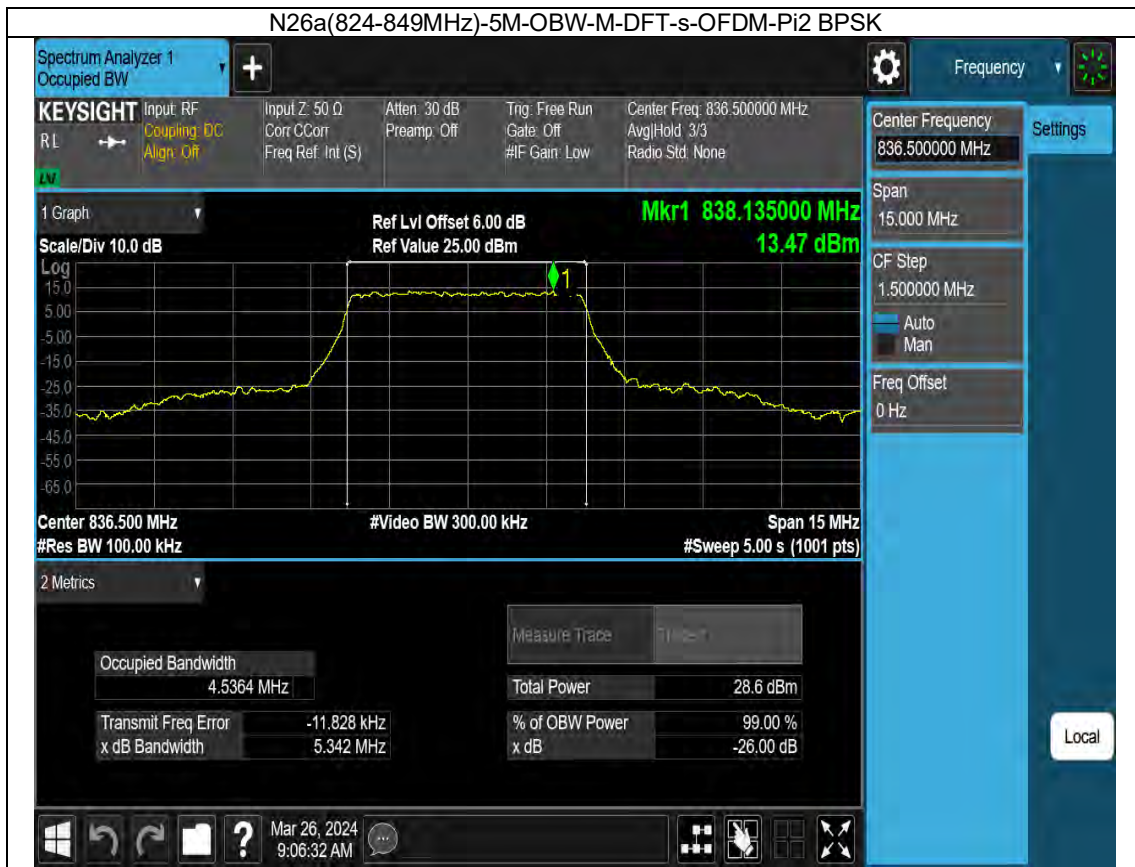 N26a(824-849MHz)-5M-OBW-M-DFT-s-OFDM-Pi2 BPSK
Spectrum Analyzer 1
Occupied BW
+
Frequency
KEYSIGHT
Input: RF
Input Z: 50 Ω
Atten: 30 dB
Trig: Free Run
Center Freq: 836.500000 MHz
RL
Coupling: DC
Corr CCorr
Preamp: Off
Gate: Off
Avg|Hold: 3/3
Align: Off
Freq Ref: Int (S)
#IF Gain: Low
Radio Std: None
Center Frequency
836.500000 MHz
Settings
Span
15.000 MHz
CF Step
1.500000 MHz
Auto
Man
Freq Offset
0 Hz
Local
1 Graph
Ref Lvl Offset 6.00 dB
Mkr1 838.135000 MHz
Scale/Div 10.0 dB
Ref Value 25.00 dBm
13.47 dBm
Log
1
15.0
5.00
-5.00
-15.0
-25.0
-35.0
-45.0
-55.0
-65.0
Center 836.500 MHz
#Video BW 300.00 kHz
Span 15 MHz
#Res BW 100.00 kHz
#Sweep 5.00 s (1001 pts)
2 Metrics
Measure Trace
Occupied Bandwidth
4.5364 MHz
Total Power
28.6 dBm
Transmit Freq Error
-11.828 kHz
% of OBW Power
99.00 %
x dB Bandwidth
5.342 MHz
x dB
-26.00 dB
?
Mar 26, 2024
9:06:32 AM